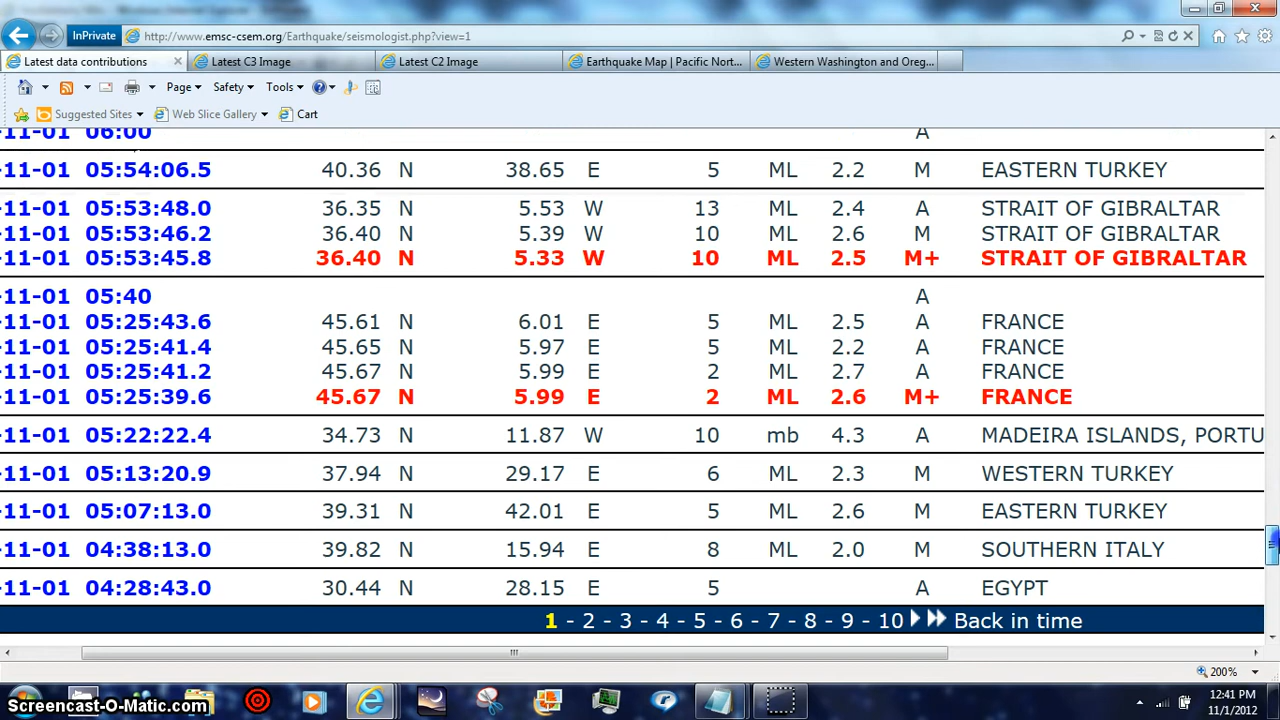 InPrivate http://www.emsc-csem.org/Earthquake/seismologist.php?view=1
Latest data contributions Latest C3 Image Latest C2 Image Earthquake Map | Pacific Nort... Western Washington and Oreg...
Page Safety Tools
Suggested Sites Web Slice Gallery Cart
-11-01 06:00 A
-11-01 05:54:06.5 40.36 N 38.65 E 5 ML 2.2 M EASTERN TURKEY
-11-01 05:53:48.0 36.35 N 5.53 W 13 ML 2.4 A STRAIT OF GIBRALTAR
-11-01 05:53:46.2 36.40 N 5.39 W 10 ML 2.6 M STRAIT OF GIBRALTAR
-11-01 05:53:45.8 36.40 N 5.33 W 10 ML 2.5 M+ STRAIT OF GIBRALTAR
-11-01 05:40 A
-11-01 05:25:43.6 45.61 N 6.01 E 5 ML 2.5 A FRANCE
-11-01 05:25:41.4 45.65 N 5.97 E 5 ML 2.2 A FRANCE
-11-01 05:25:41.2 45.67 N 5.99 E 2 ML 2.7 A FRANCE
-11-01 05:25:39.6 45.67 N 5.99 E 2 ML 2.6 M+ FRANCE
-11-01 05:22:22.4 34.73 N 11.87 W 10 mb 4.3 A MADEIRA ISLANDS, PORTU
-11-01 05:13:20.9 37.94 N 29.17 E 6 ML 2.3 M WESTERN TURKEY
-11-01 05:07:13.0 39.31 N 42.01 E 5 ML 2.6 M EASTERN TURKEY
-11-01 04:38:13.0 39.82 N 15.94 E 8 ML 2.0 M SOUTHERN ITALY
-11-01 04:28:43.0 30.44 N 28.15 E 5 A EGYPT
1 - 2 - 3 - 4 - 5 - 6 - 7 - 8 - 9 - 10 Back in time
200%
Screencast-O-Matic.com 12:41 PM
11/1/2012